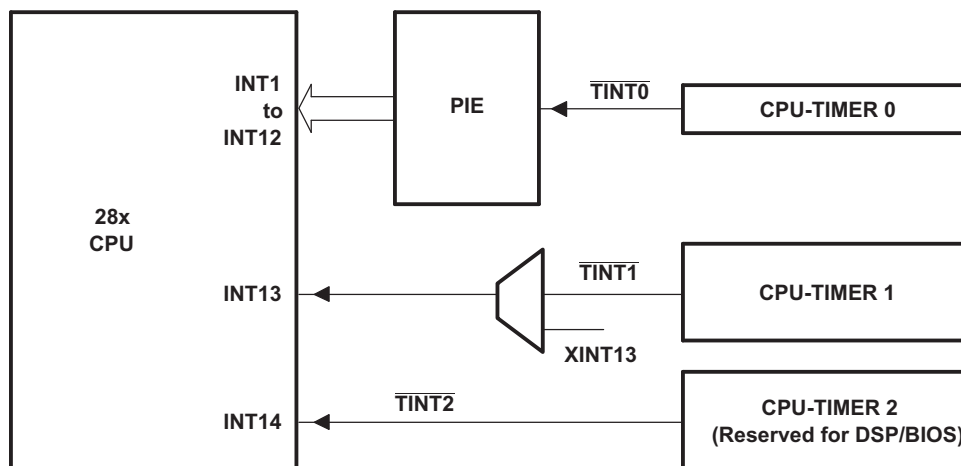 INT1
to
INT12
PIE
TINT0
CPU-TIMER 0
28x
CPU
INT13
TINT1
CPU-TIMER 1
XINT13
INT14
TINT2
CPU-TIMER 2
(Reserved for DSP/BIOS)